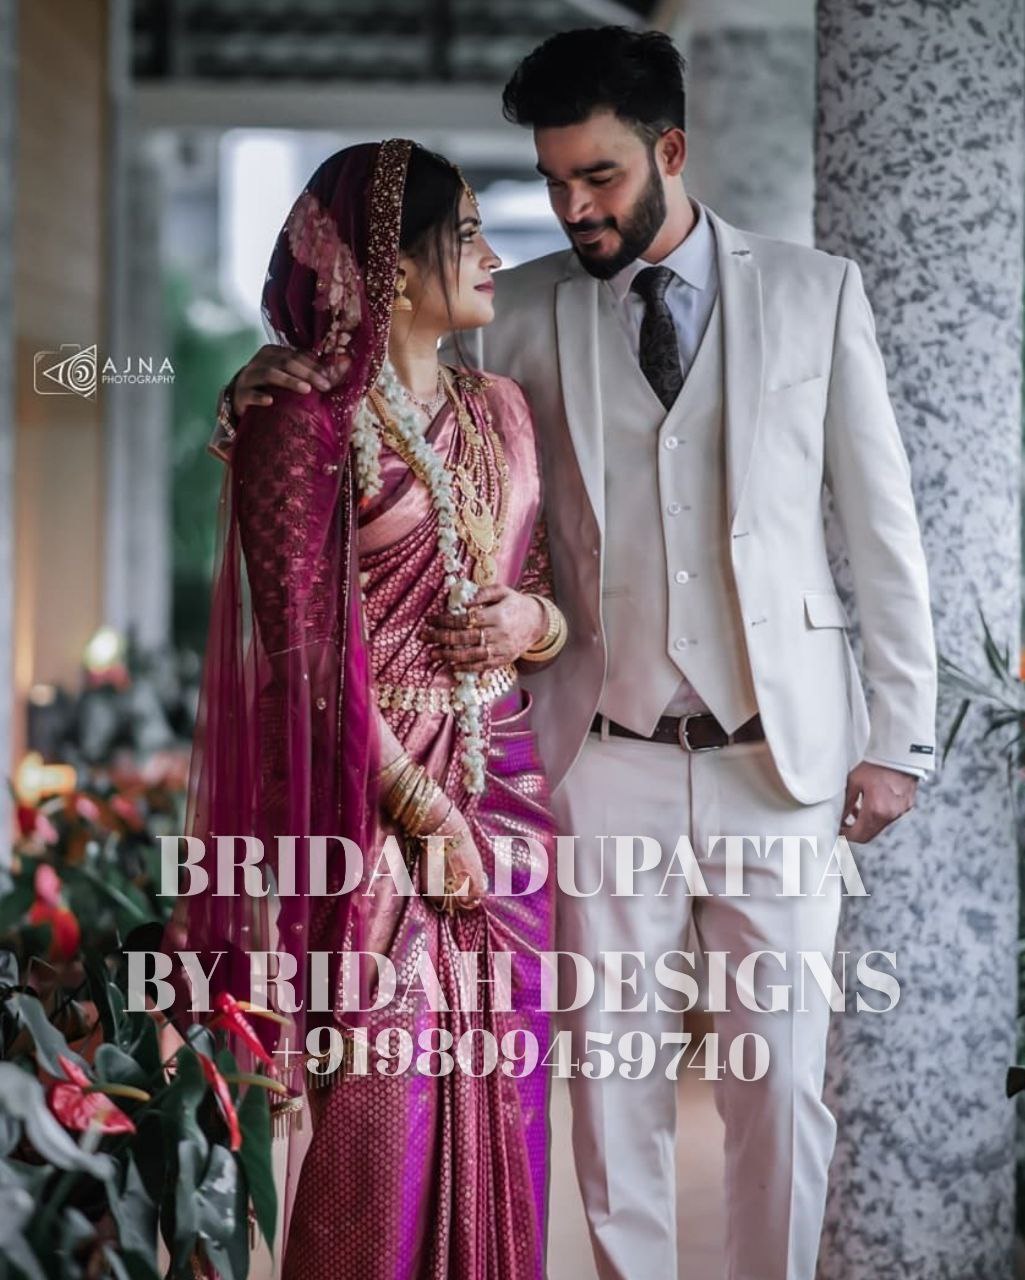 AJNA
PHOTOGRAPHY
BRIDAL DUPATTA
BY RIDAH DESIGNS
+919809459740